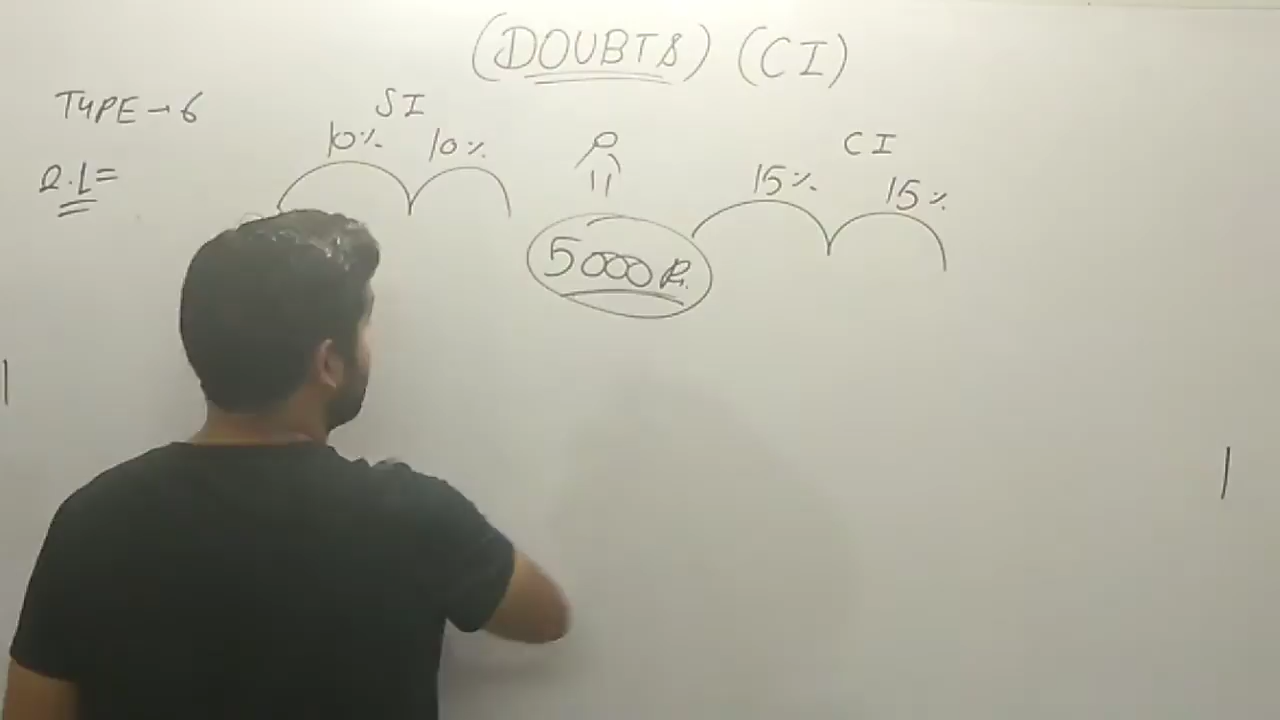 (DOUBTS) (CI)
TYPE→6
SI
10% 10%
CI
15% 15%
Q.1=
5000 R.